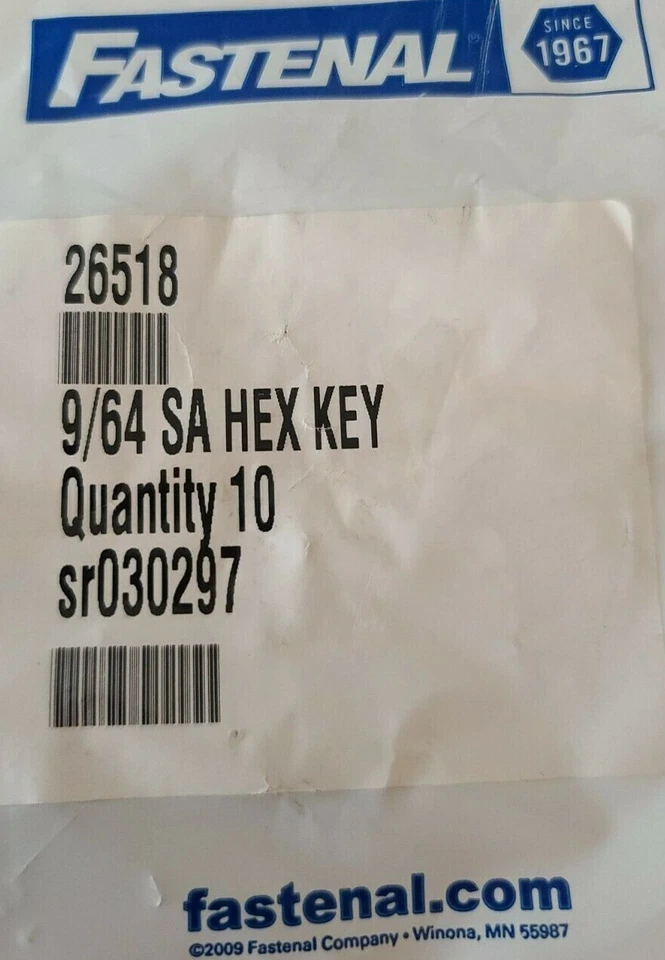 FASTENAL®
SINCE
1967
26518
9/64 SA HEX KEY
Quantity 10
sr030297
fastenal.com
©2009 Fastenal Company • Winona, MN 55987